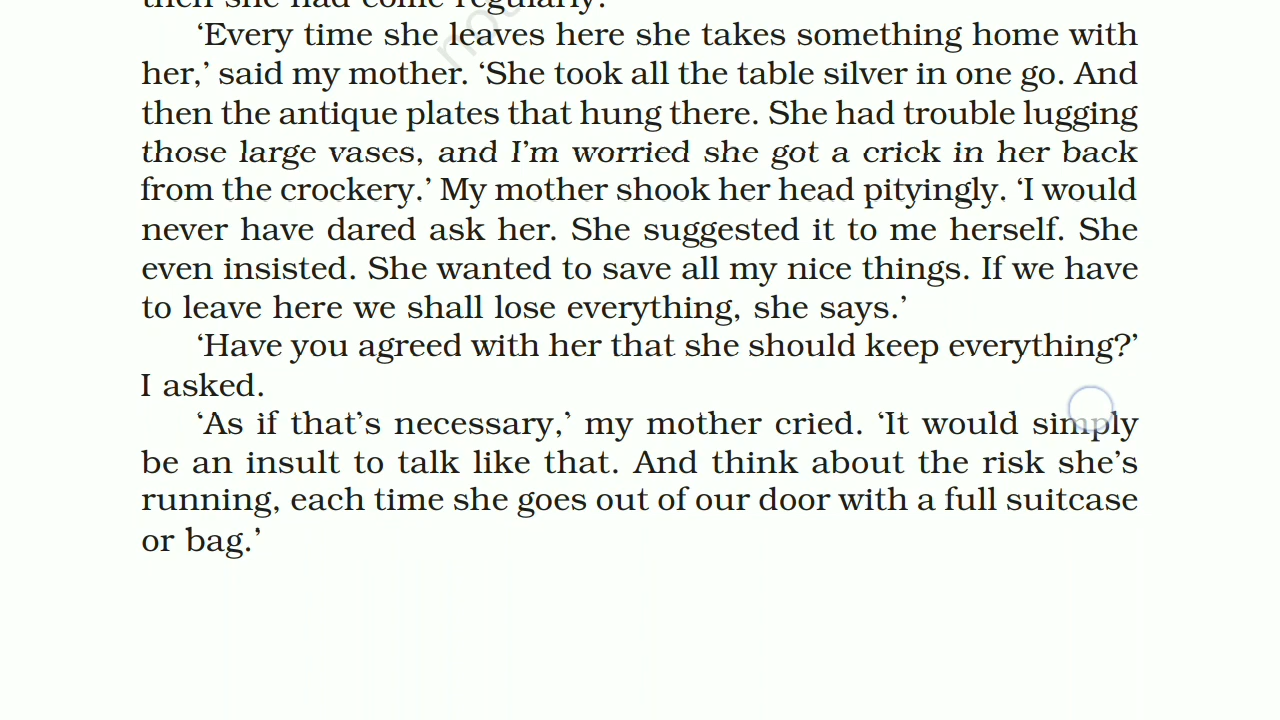 then she had come regularly.
‘Every time she leaves here she takes something home with
her,’ said my mother. ‘She took all the table silver in one go. And
then the antique plates that hung there. She had trouble lugging
those large vases, and I’m worried she got a crick in her back
from the crockery.’ My mother shook her head pityingly. ‘I would
never have dared ask her. She suggested it to me herself. She
even insisted. She wanted to save all my nice things. If we have
to leave here we shall lose everything, she says.’
‘Have you agreed with her that she should keep everything?’
I asked.
‘As if that’s necessary,’ my mother cried. ‘It would simply
be an insult to talk like that. And think about the risk she’s
running, each time she goes out of our door with a full suitcase
or bag.’